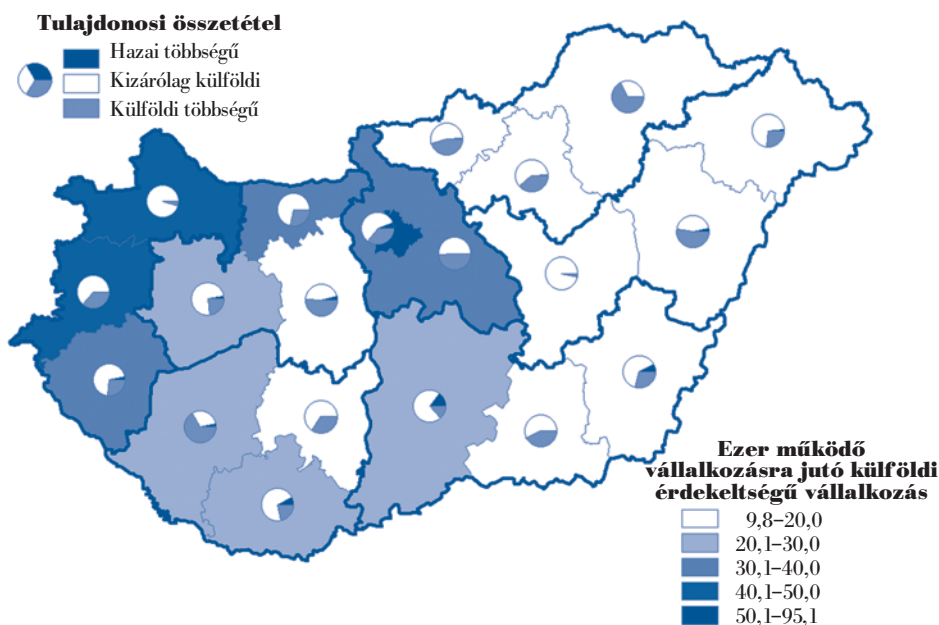 Tulajdonosi összetétel
Hazai többségű
Kizárólag külföldi
Külföldi többségű
Ezer működő
vállalkozásra jutó külföldi
érdekeltségű vállalkozás
9,8–20,0
20,1–30,0
30,1–40,0
40,1–50,0
50,1–95,1